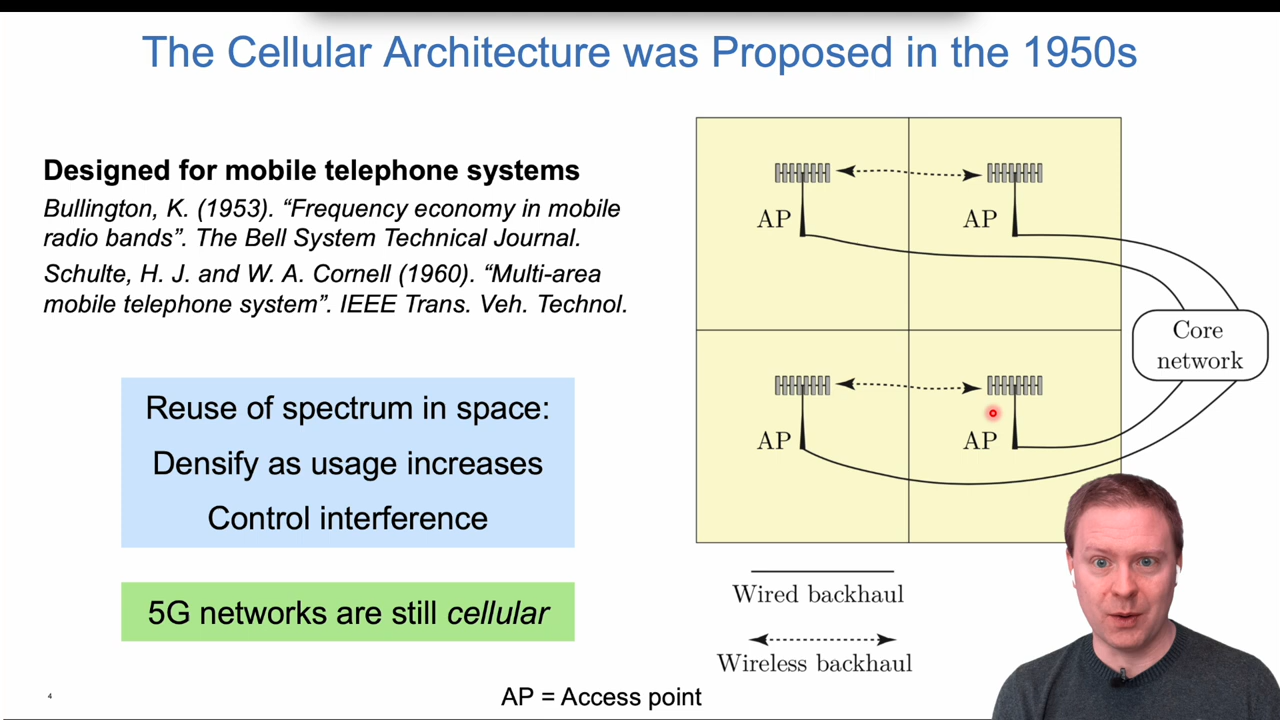 The Cellular Architecture was Proposed in the 1950s
Designed for mobile telephone systems
Bullington, K. (1953). “Frequency economy in mobile
radio bands”. The Bell System Technical Journal.
Schulte, H. J. and W. A. Cornell (1960). “Multi-area
mobile telephone system”. IEEE Trans. Veh. Technol.
Reuse of spectrum in space:
Densify as usage increases
Control interference
5G networks are still cellular
AP
AP
AP
AP
Core
network
Wired backhaul
Wireless backhaul
AP = Access point
4